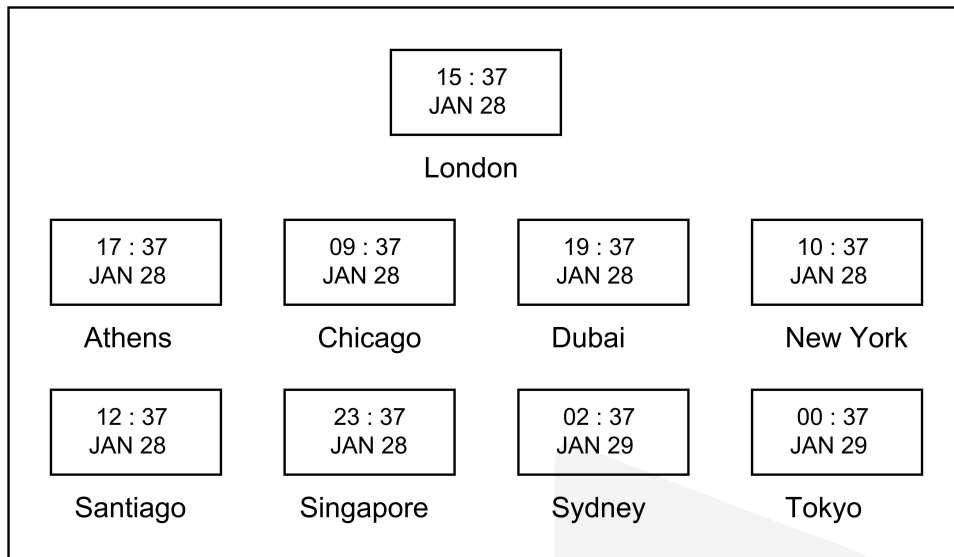 15 : 37
JAN 28
London
17 : 37
JAN 28
Athens
09 : 37
JAN 28
Chicago
19 : 37
JAN 28
Dubai
10 : 37
JAN 28
New York
12 : 37
JAN 28
Santiago
23 : 37
JAN 28
Singapore
02 : 37
JAN 29
Sydney
00 : 37
JAN 29
Tokyo